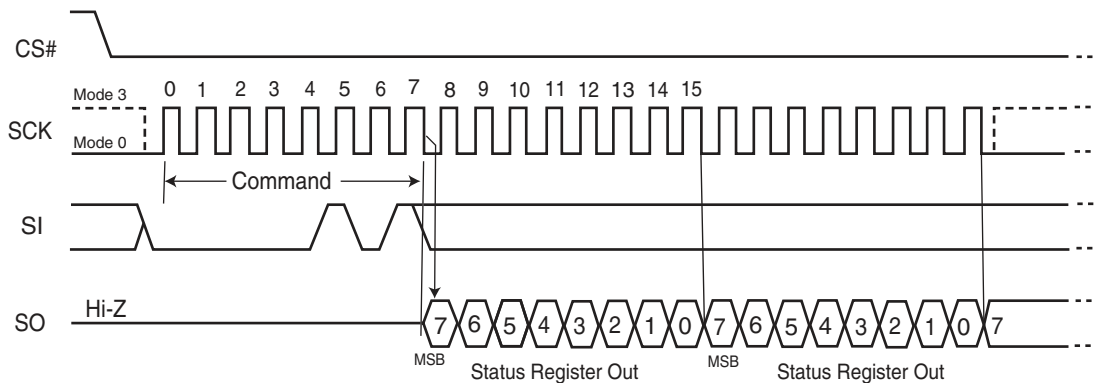 CS#
0 1 2 3 4 5 6 7 8 9 10 11 12 13 14 15
Mode 3
SCK
Mode 0
Command
SI
Hi-Z
SO
7 6 5 4 3 2 1 0 7 6 5 4 3 2 1 0 7
MSB Status Register Out MSB Status Register Out